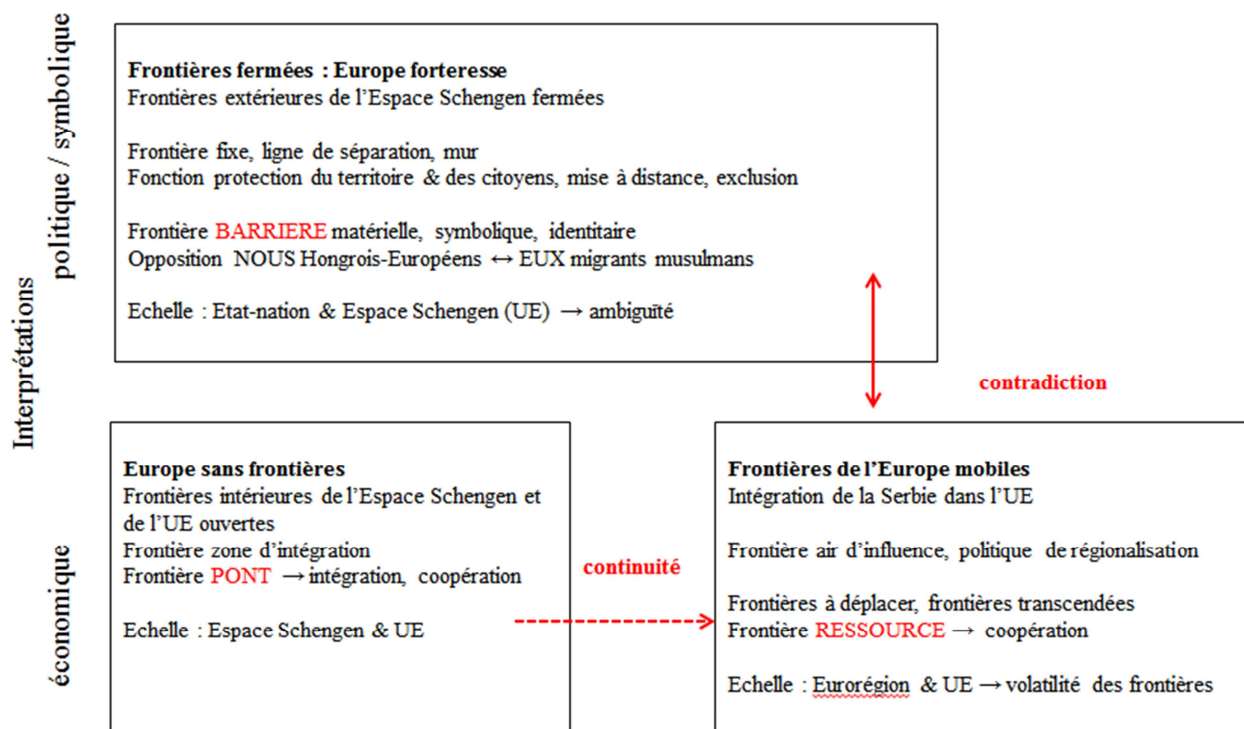 Interprétations
politique / symbolique
Frontières fermées : Europe forteresse
Frontières extérieures de l'Espace Schengen fermées
Frontière fixe, ligne de séparation, mur
Fonction protection du territoire & des citoyens, mise à distance, exclusion
Frontière BARRIERE matérielle, symbolique, identitaire
Opposition NOUS Hongrois-Européens ↔ EUX migrants musulmans
Echelle : Etat-nation & Espace Schengen (UE) → ambiguïté
contradiction
économique
Europe sans frontières
Frontières intérieures de l'Espace Schengen et
de l'UE ouvertes
Frontière zone d'intégration
Frontière PONT → intégration, coopération
Echelle : Espace Schengen & UE
continuité
Frontières de l'Europe mobiles
Intégration de la Serbie dans l'UE
Frontière air d'influence, politique de régionalisation
Frontières à déplacer, frontières transcendées
Frontière RESSOURCE → coopération
Echelle : Eurorégion & UE → volatilité des frontières